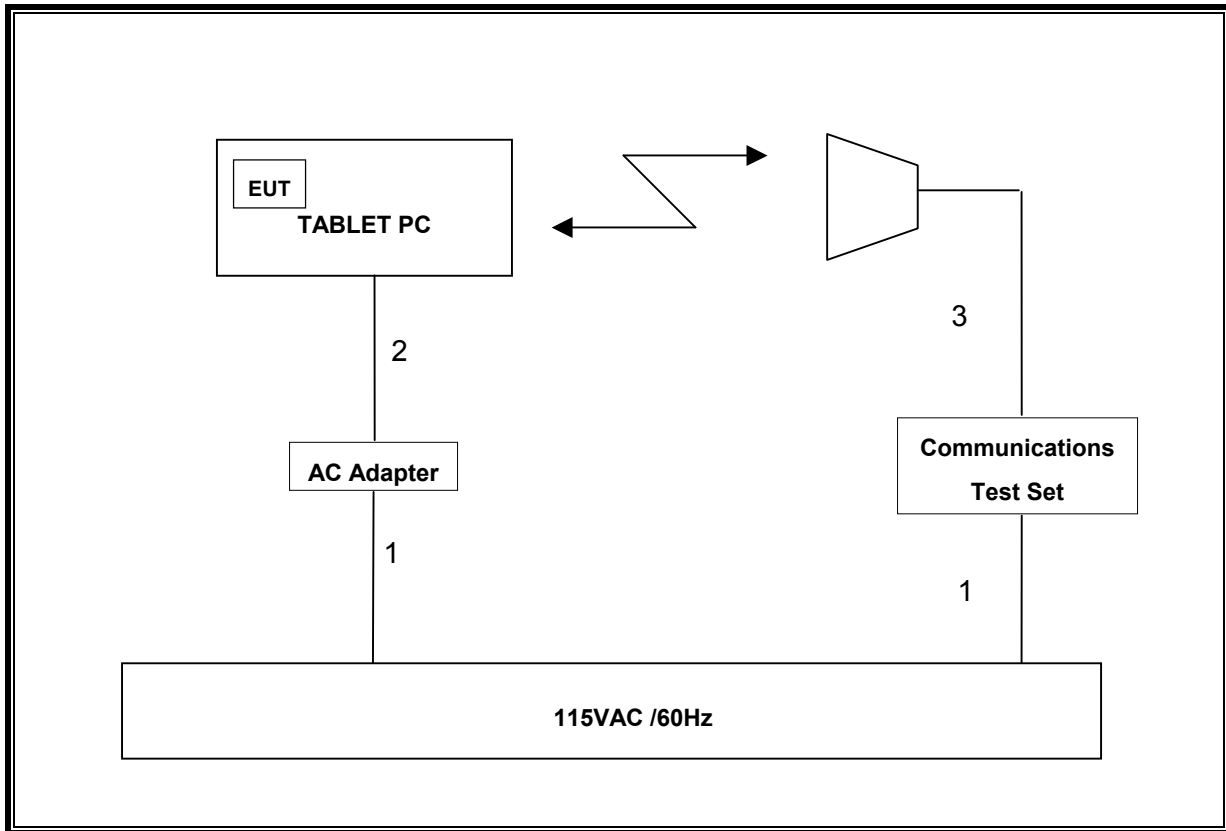 EUT
TABLET PC
2
3
AC Adapter
Communications
Test Set
1
1
115VAC /60Hz